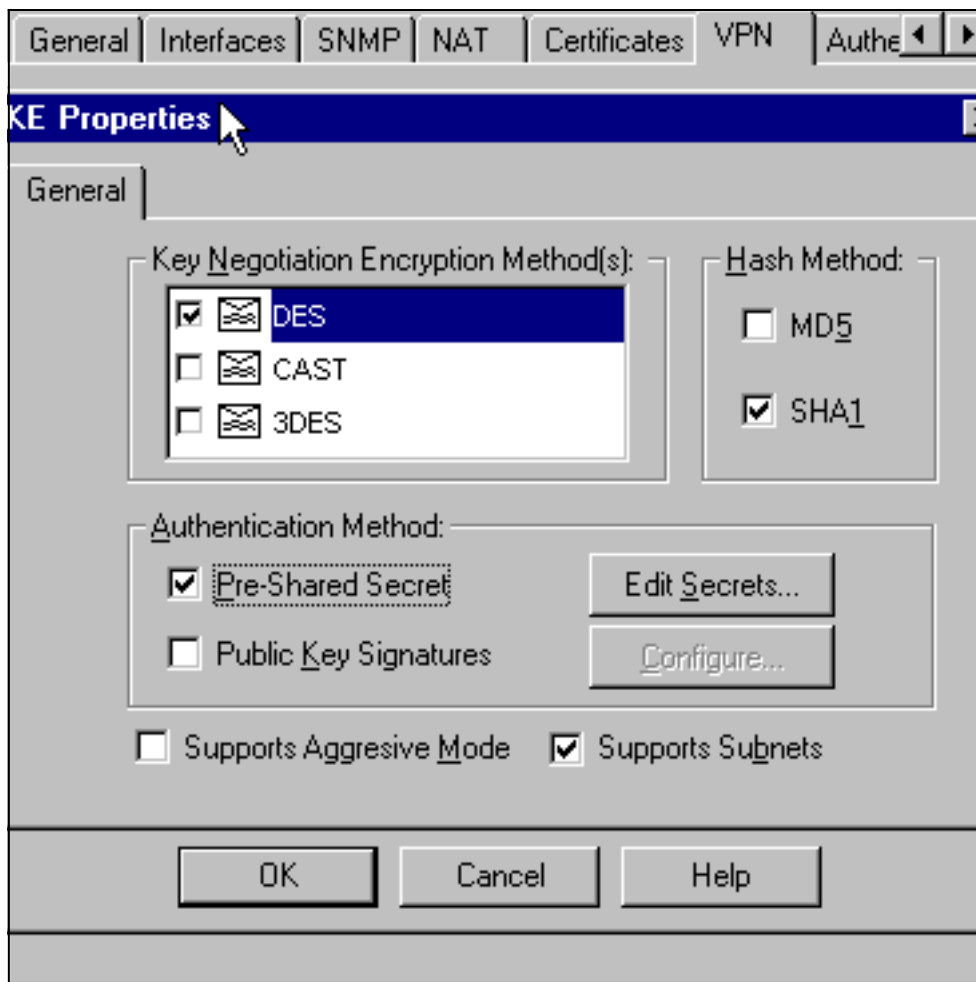 General Interfaces SNMP NAT Certificates VPN Authe
KE Properties
General
Key Negotiation Encryption Method(s):
DES
CAST
3DES
Hash Method:
MD5
SHA1
Authentication Method:
Pre-Shared Secret
Edit Secrets...
Public Key Signatures
Configure...
Supports Aggresive Mode
Supports Subnets
OK
Cancel
Help